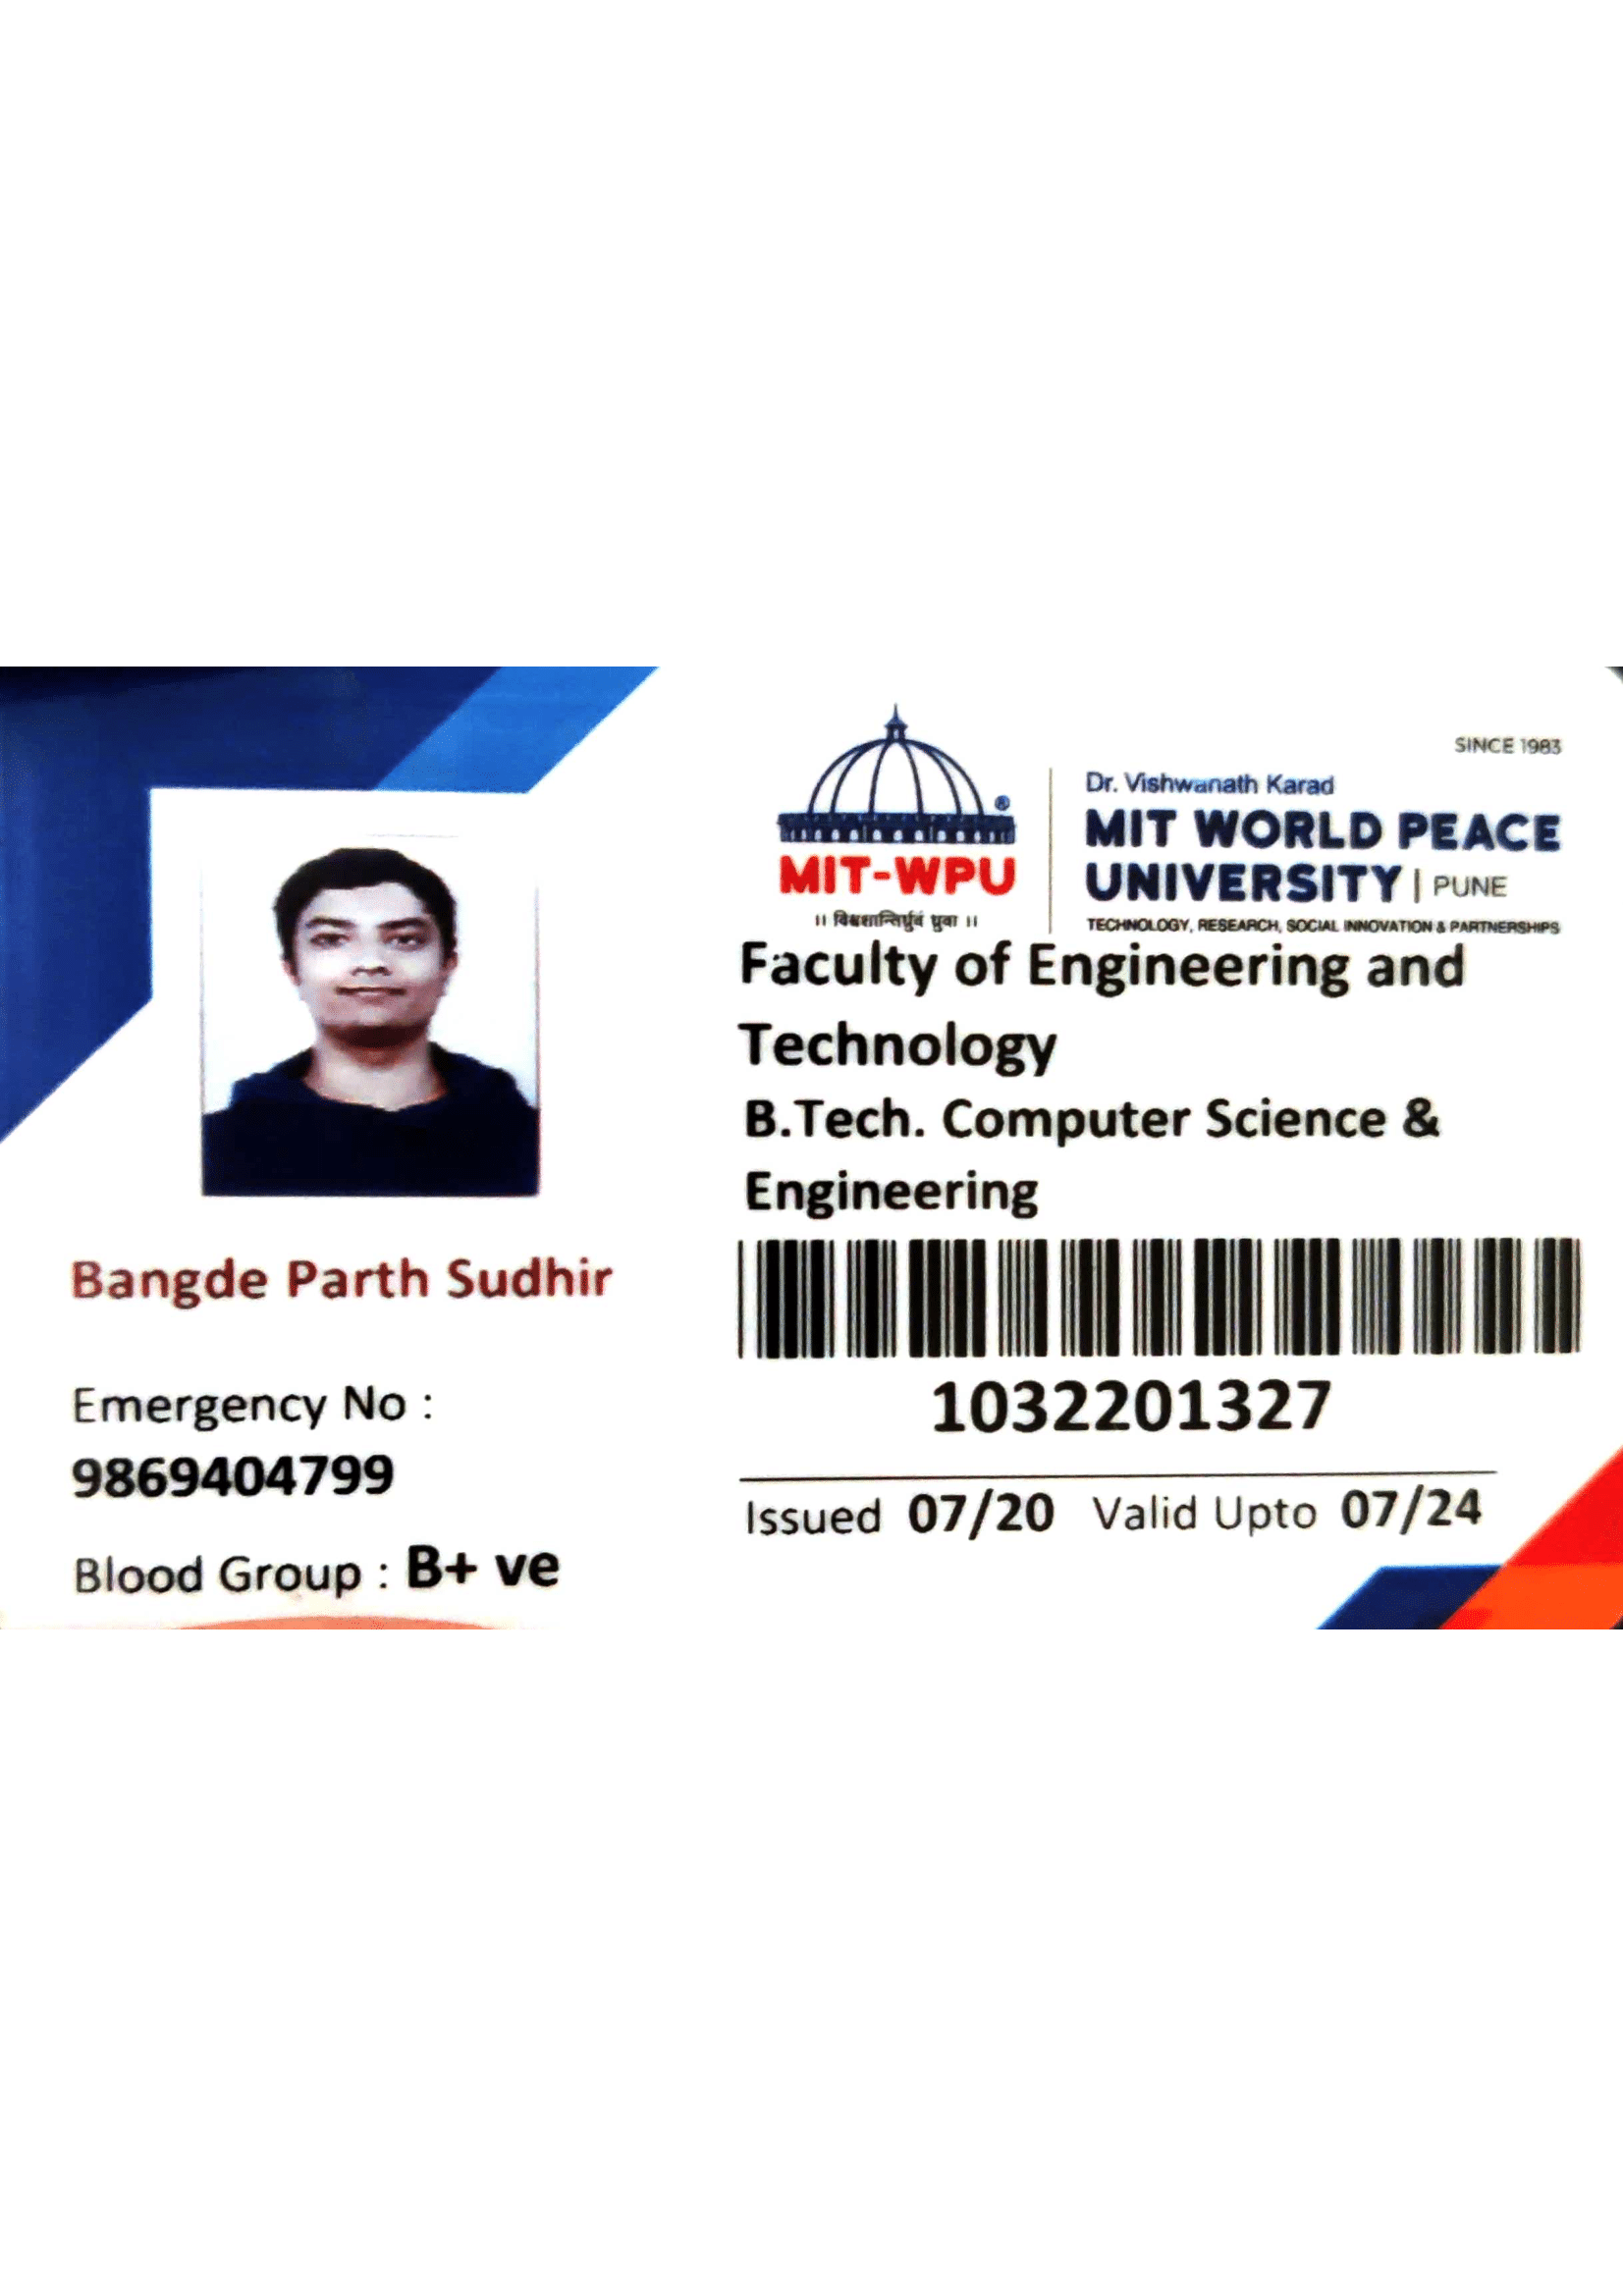 SINCE 1983
Dr. Vishwanath Karad
MIT WORLD PEACE
UNIVERSITY | PUNE
TECHNOLOGY, RESEARCH, SOCIAL INNOVATION & PARTNERSHIPS
®
MIT-WPU
।। विश्वशान्तिर्ध्रुवं ध्रुवा ।।
Faculty of Engineering and
Technology
B.Tech. Computer Science &
Engineering
1032201327
Issued 07/20 Valid Upto 07/24
Bangde Parth Sudhir
Emergency No :
9869404799
Blood Group : B+ ve